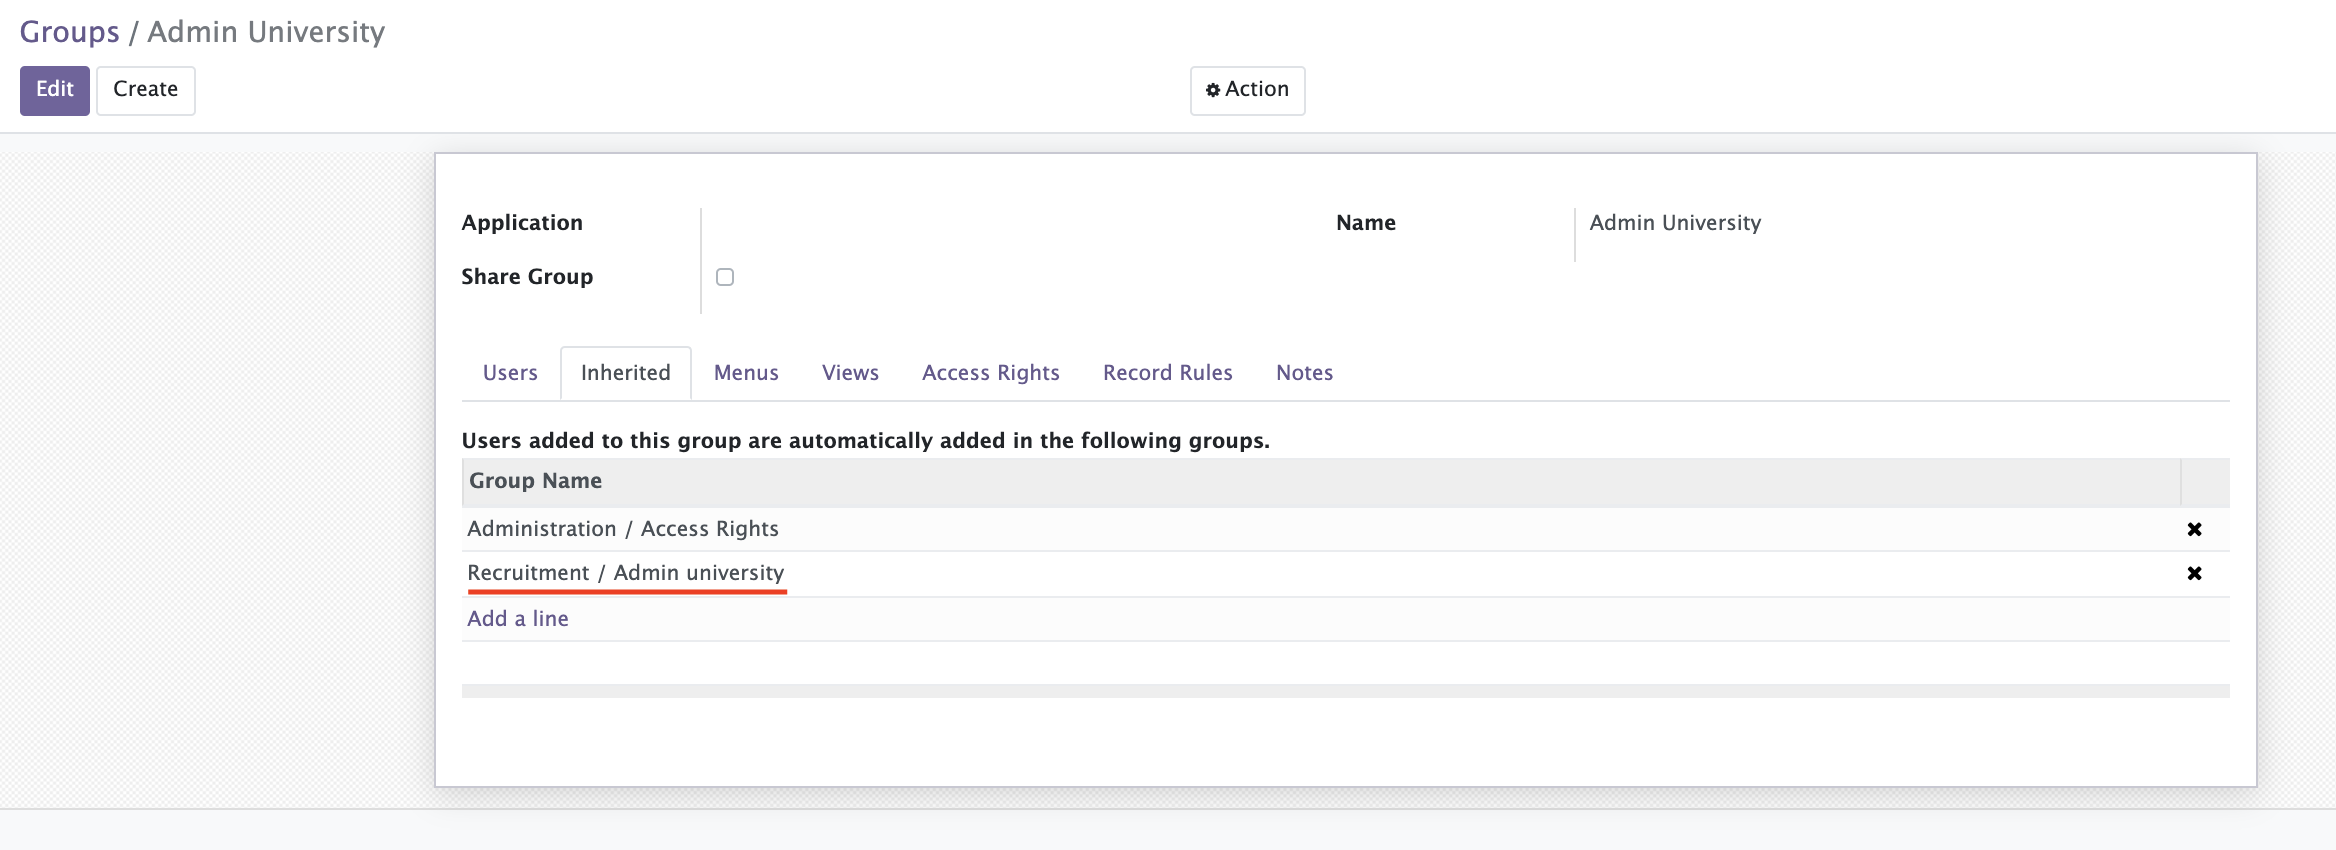 Groups / Admin University
Edit Create Action
Application Name Admin University
Share Group
Users Inherited Menus Views Access Rights Record Rules Notes
Users added to this group are automatically added in the following groups.
Group Name
Administration / Access Rights
Recruitment / Admin university
Add a line